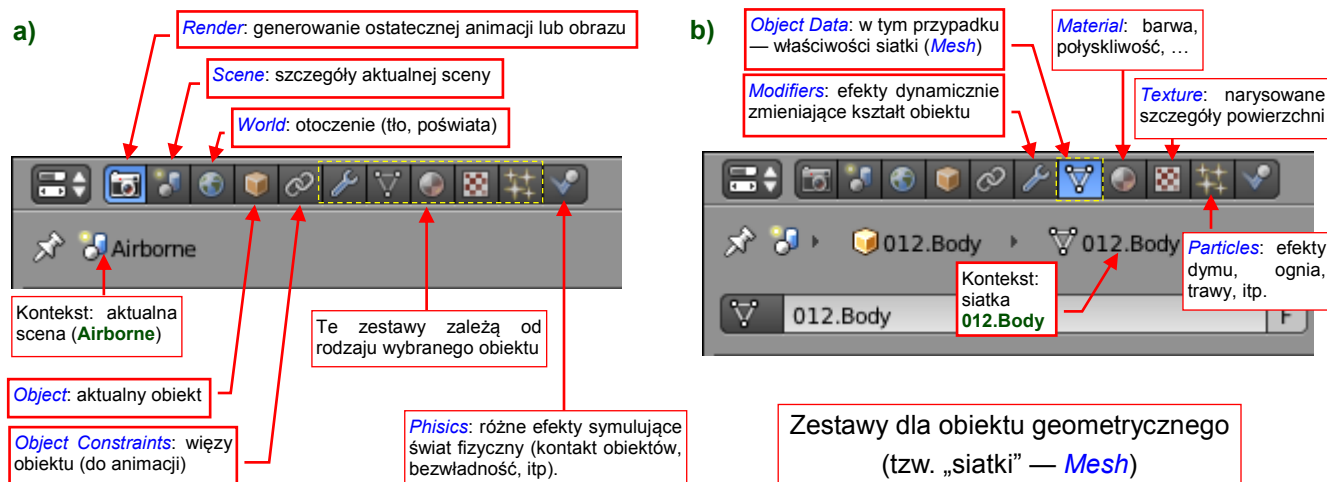 a)
Render: generowanie ostatecznej animacji lub obrazu
Scene: szczegóły aktualnej sceny
World: otoczenie (tło, poświata)
Airborne
Kontekst: aktualna
scena (Airborne)
Te zestawy zależą od
rodzaju wybranego obiektu
Object: aktualny obiekt
Object Constraints: więzy
obiektu (do animacji)
Phisics: różne efekty symulujące
świat fizyczny (kontakt obiektów,
bezwładność, itp).
b)
Object Data: w tym przypadku
— właściwości siatki (Mesh)
Material: barwa,
połyskliwość, …
Modifiers: efekty dynamicznie
zmieniające kształt obiektu
Texture: narysowane
szczegóły powierzchni
012.Body
012.Body
Particles: efekty
dymu, ognia,
trawy, itp.
Kontekst:
siatka
012.Body
012.Body
F
Zestawy dla obiektu geometrycznego
(tzw. „siatki” — Mesh)